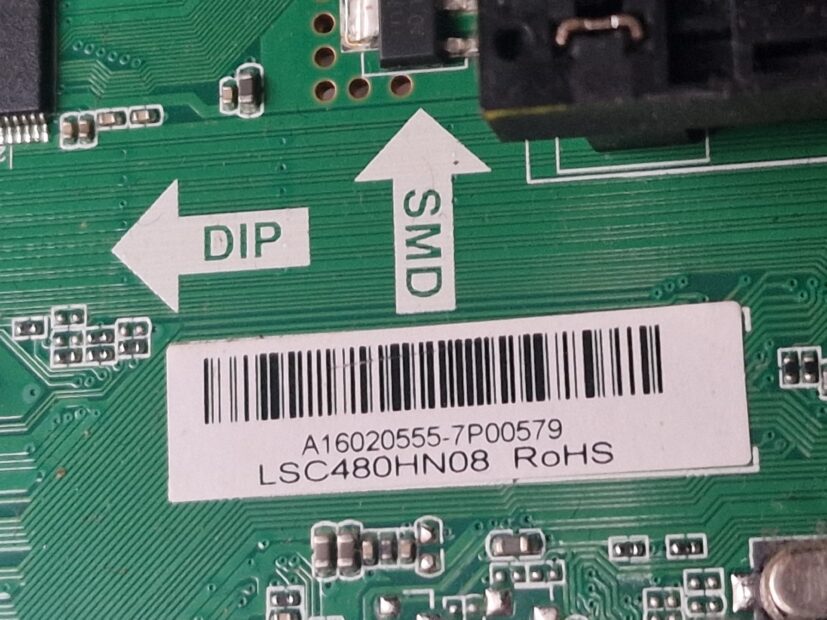 DIP
SMD
A16020555-7P00579
LSC480HN08 RoHS